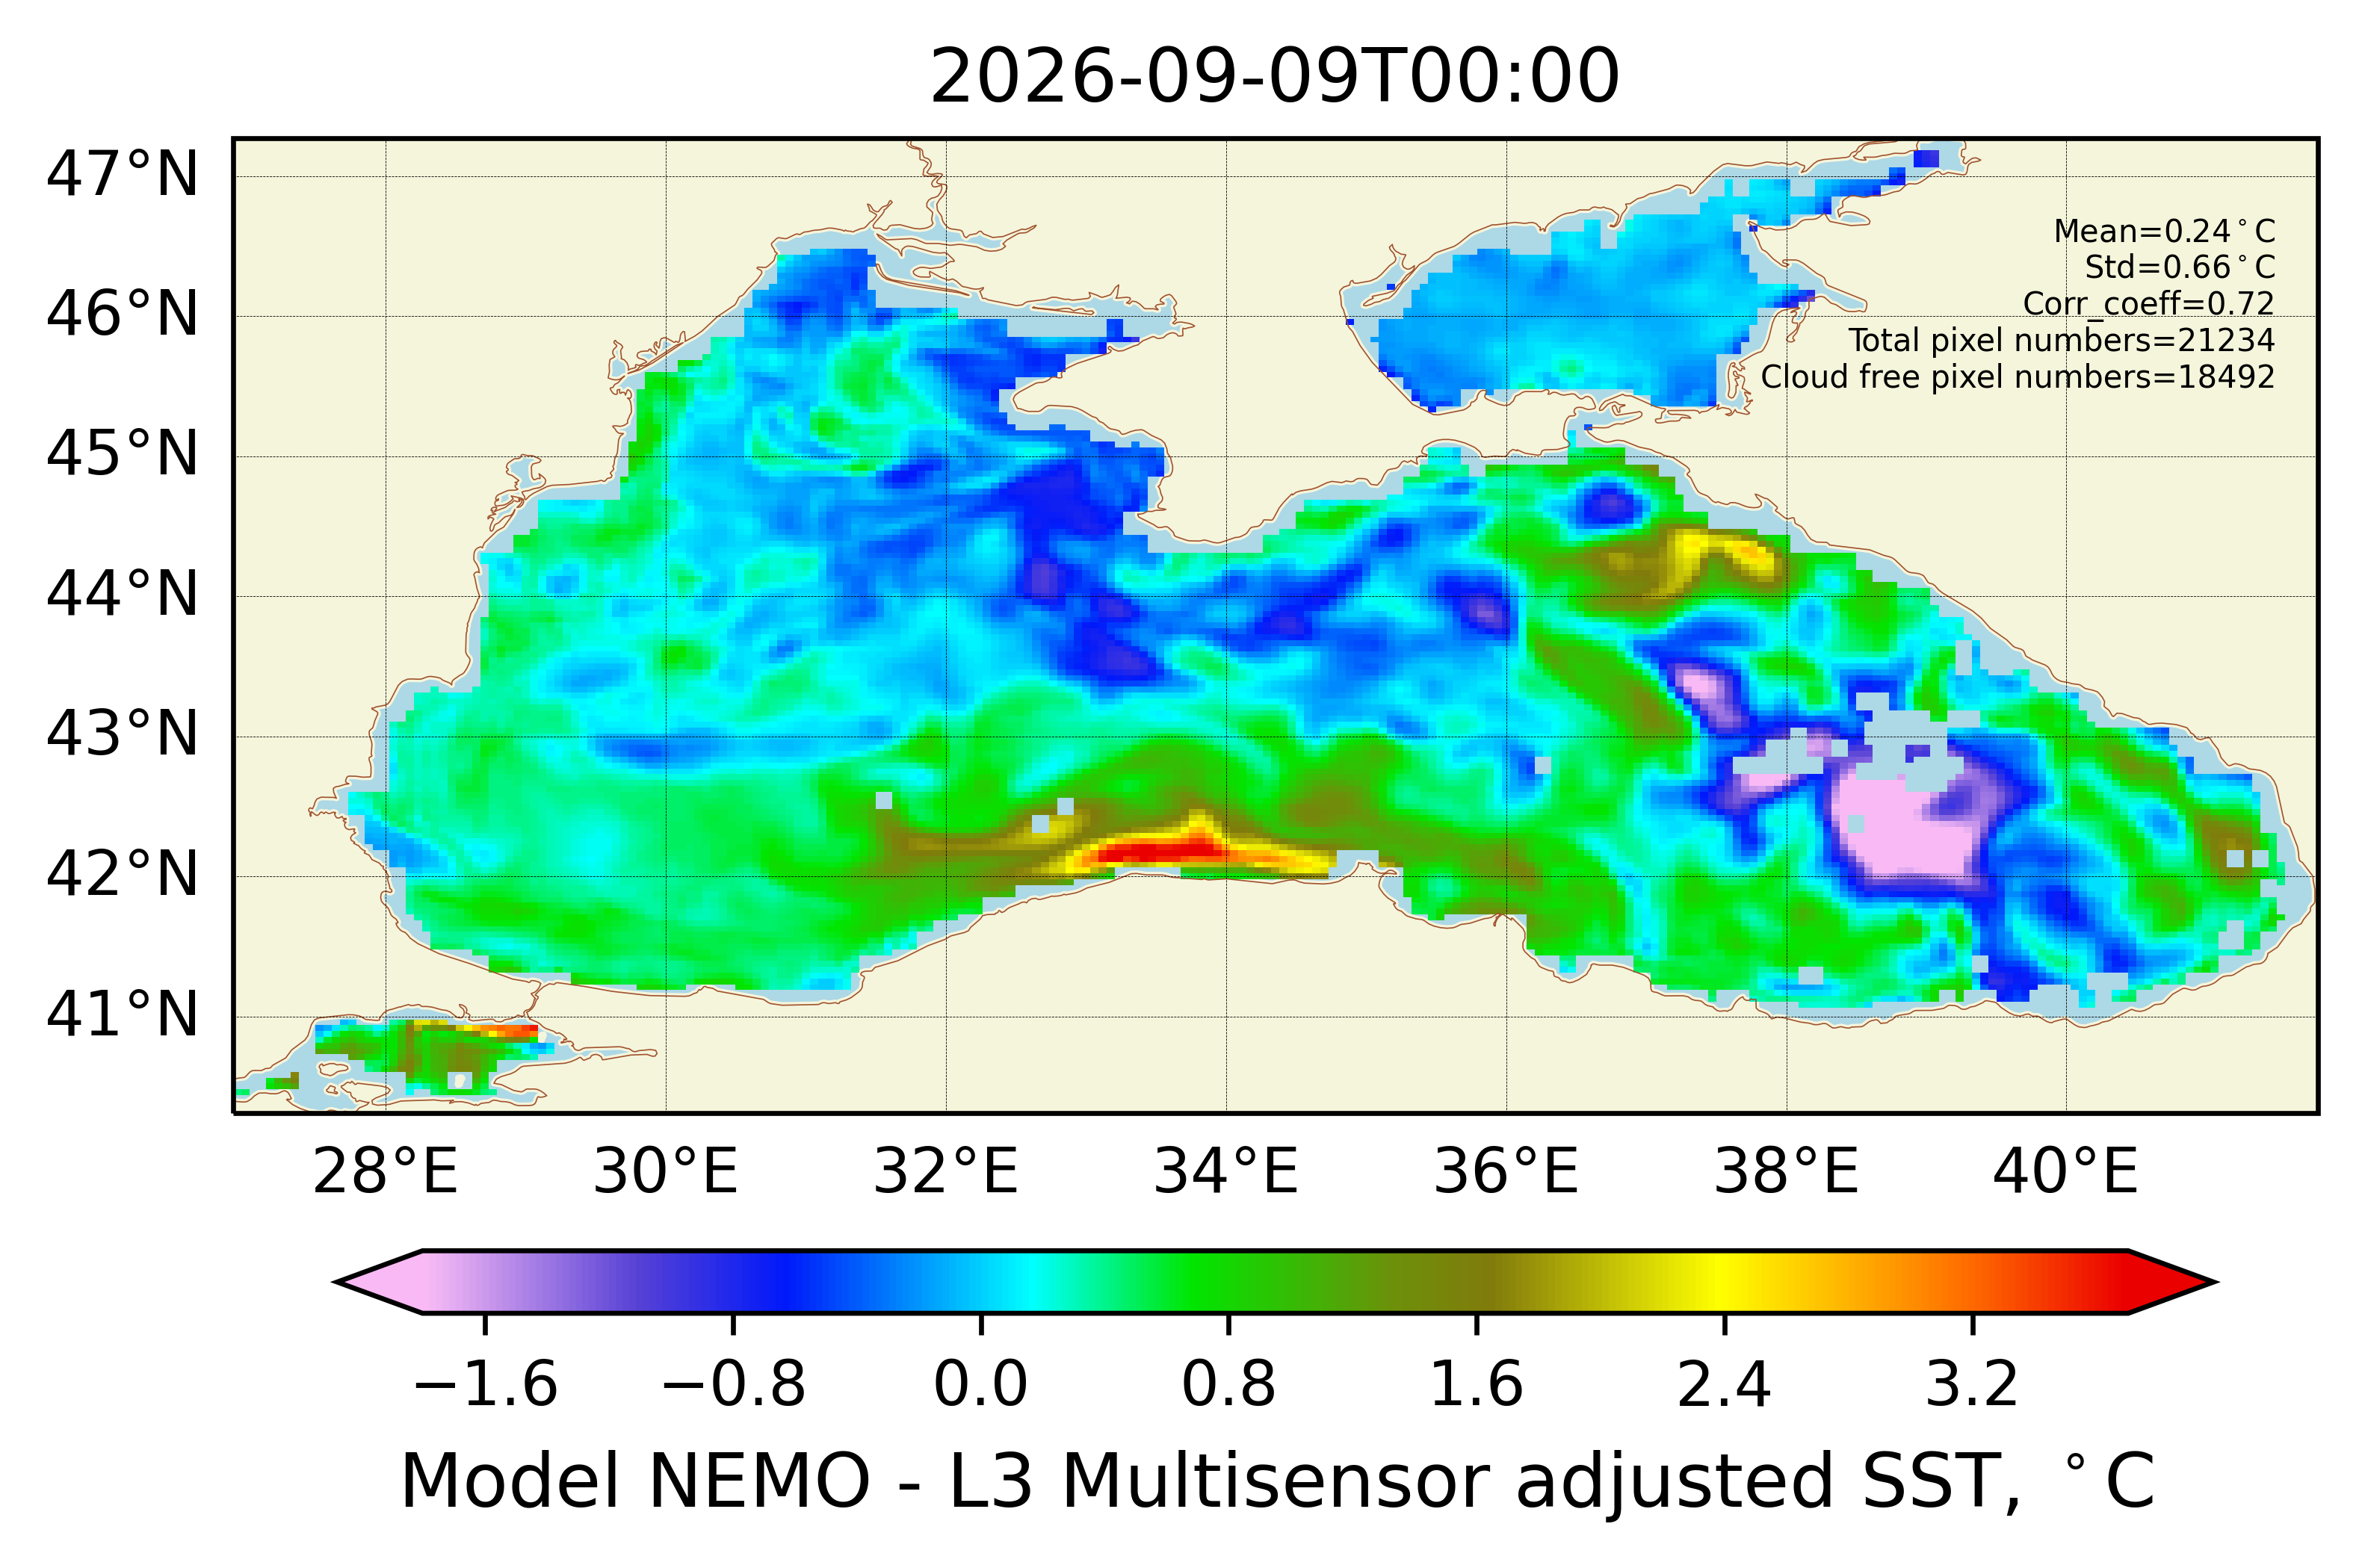 2026-09-09T00:00
47°N
46°N
45°N
44°N
43°N
42°N
41°N
Mean=0.24°C
Std=0.66°C
Corr_coeff=0.72
Total pixel numbers=21234
Cloud free pixel numbers=18492
28°E 30°E 32°E 34°E 36°E 38°E 40°E
−1.6 −0.8 0.0 0.8 1.6 2.4 3.2
Model NEMO - L3 Multisensor adjusted SST, °C